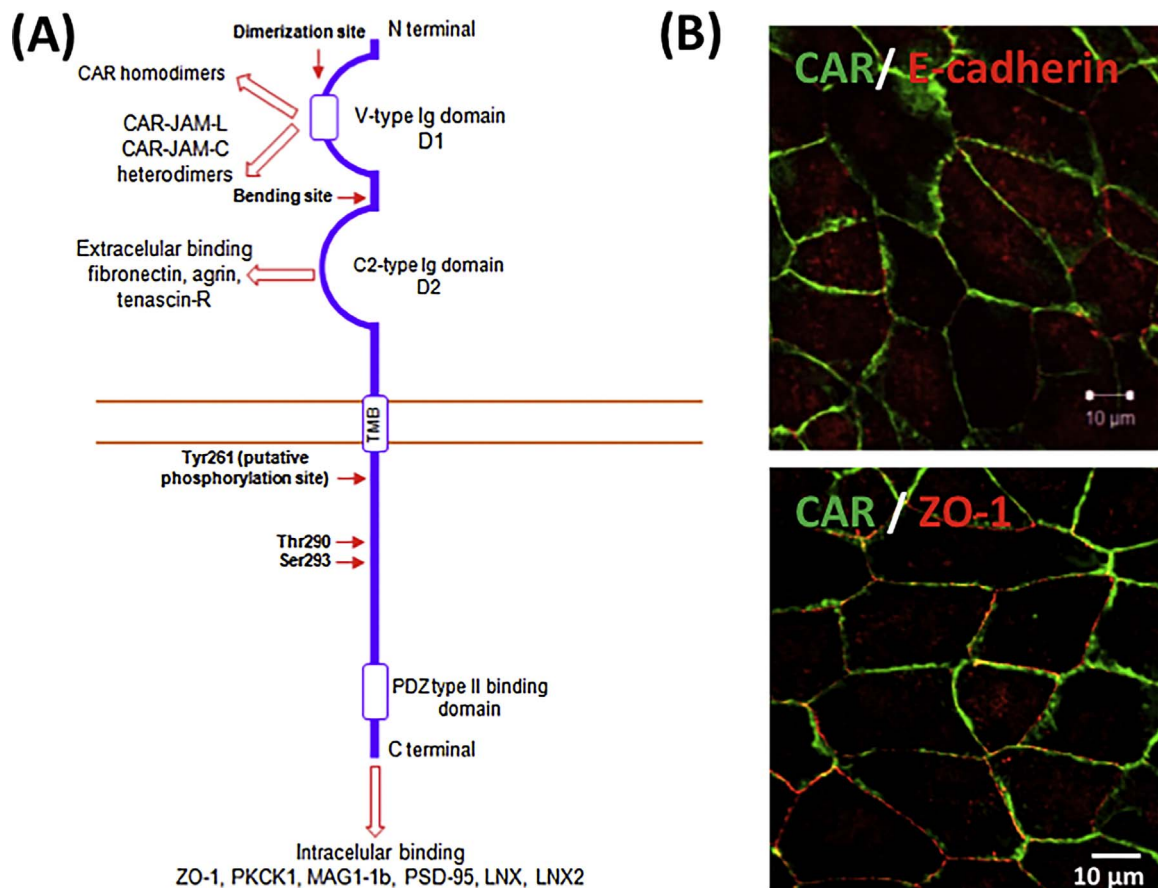 (A)
Dimerization site
N terminal
CAR homodimers
V-type Ig domain
D1
CAR-JAM-L
CAR-JAM-C
heterodimers
Bending site
Extracelular binding
fibronectin, agrin,
tenascin-R
C2-type Ig domain
D2
TMB
Tyr261 (putative
phosphorylation site)
Thr290
Ser293
PDZ type II binding
domain
C terminal
Intracelular binding
ZO-1, PKCK1, MAG1-1b, PSD-95, LNX, LNX2
(B)
CAR/ E-cadherin
10 µm
CAR / ZO-1
10 µm